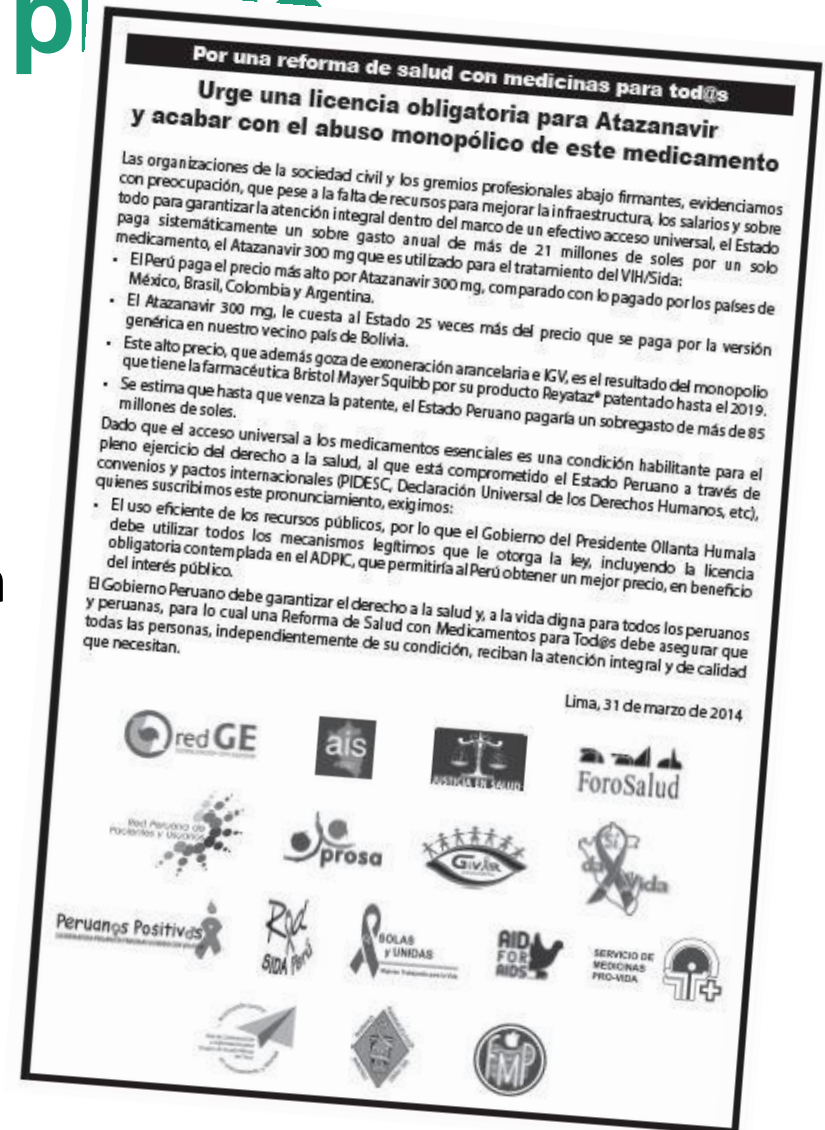 Por una reforma de salud con medicinas para tod@s
Urge una licencia obligatoria para Atazanavir
y acabar con el abuso monopólico de este medicamento
Las organizaciones de la sociedad civil y los gremios profesionales abajo firmantes, evidenciamos
con preocupación, que pese a la falta de recursos para mejorar la infraestructura, los salarios y sobre
todo para garantizar la atención integral dentro del marco de un efectivo acceso universal, el Estado
paga sistemáticamente un sobre gasto anual de más de 21 millones de soles por un solo
medicamento, el Atazanavir 300 mg que es utilizado para el tratamiento del VIH/Sida:
· El Perú paga el precio más alto por Atazanavir 300 mg, comparado con lo pagado por los países de
México, Brasil, Colombia y Argentina.
· El Atazanavir 300 mg, le cuesta al Estado 25 veces más del precio que se paga por la versión
genérica en nuestro vecino país de Bolivia.
· Este alto precio, que además goza de exoneración arancelaria e IGV, es el resultado del monopolio
que tiene la farmacéutica Bristol Mayer Squibb por su producto Reyataz® patentado hasta el 2019.
· Se estima que hasta que venza la patente, el Estado Peruano pagaría un sobregasto de más de 85
millones de soles.
Dado que el acceso universal a los medicamentos esenciales es una condición habilitante para el
pleno ejercicio del derecho a la salud, al que está comprometido el Estado Peruano a través de
convenios y pactos internacionales (PIDESC, Declaración Universal de los Derechos Humanos, etc),
quienes suscribimos este pronunciamiento, exigimos:
· El uso eficiente de los recursos públicos, por lo que el Gobierno del Presidente Ollanta Humala
debe utilizar todos los mecanismos legítimos que le otorga la ley, incluyendo la licencia
obligatoria contemplada en el ADPIC, que permitiría al Perú obtener un mejor precio, en beneficio
del interés público.
El Gobierno Peruano debe garantizar el derecho a la salud y, a la vida digna para todos los peruanos
y peruanas, para lo cual una Reforma de Salud con Medicamentos para Tod@s debe asegurar que
todas las personas, independientemente de su condición, reciban la atención integral y de calidad
que necesitan.
Lima, 31 de marzo de 2014
red GE
ais
JUSTICIA EN SALUD
ForoSalud
Red Peruana de
Pacientes y Usuarios
prosa
GIVAR
Sí
da Vida
Peruanos Positivos
Red
SIDA Perú
SOLAS
y UNIDAS
AID
FOR
AIDS
SERVICIO DE
MEDICINAS
PRO-VIDA
FMP